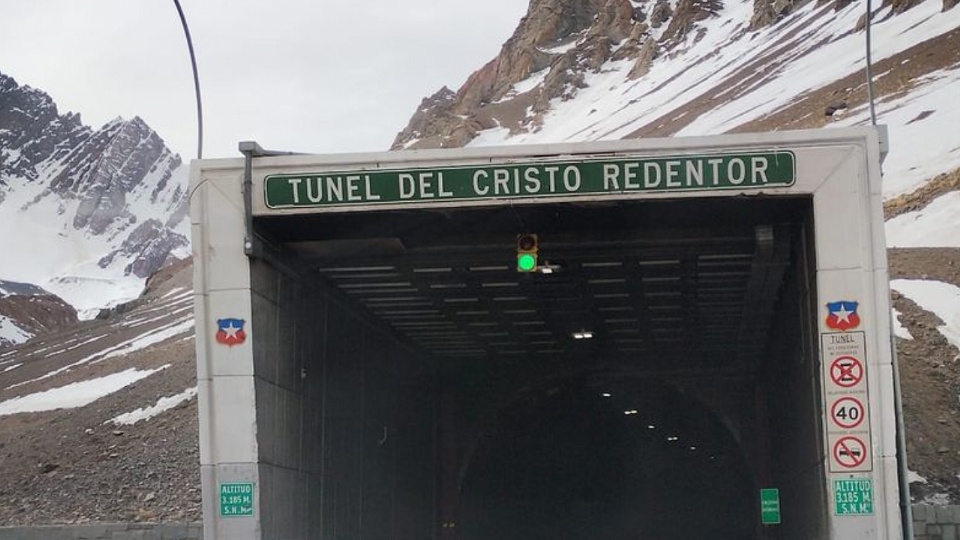 TUNEL DEL CRISTO REDENTOR
TUNEL
E
40
ALTITUD
3.185 M.
S.N.M.
ALTITUD
3.185 M.
S.N.M.